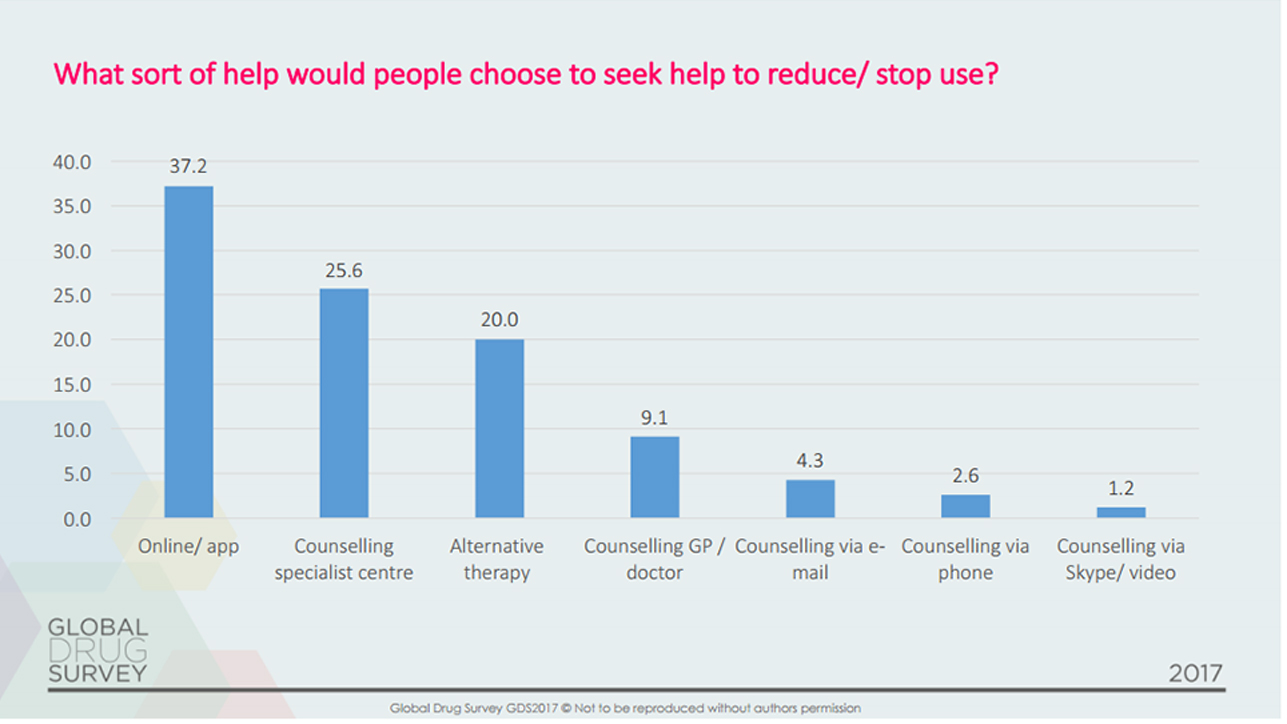 What sort of help would people choose to seek help to reduce/ stop use?
40.0
35.0
30.0
25.0
20.0
15.0
10.0
5.0
0.0
37.2
25.6
20.0
9.1
4.3
2.6
1.2
Online/ app
Counselling
specialist centre
Alternative
therapy
Counselling GP /
doctor
Counselling via e-
mail
Counselling via
phone
Counselling via
Skype/ video
GLOBAL
DRUG
SURVEY
2017
Global Drug Survey GDS2017 © Not to be reproduced without authors permission